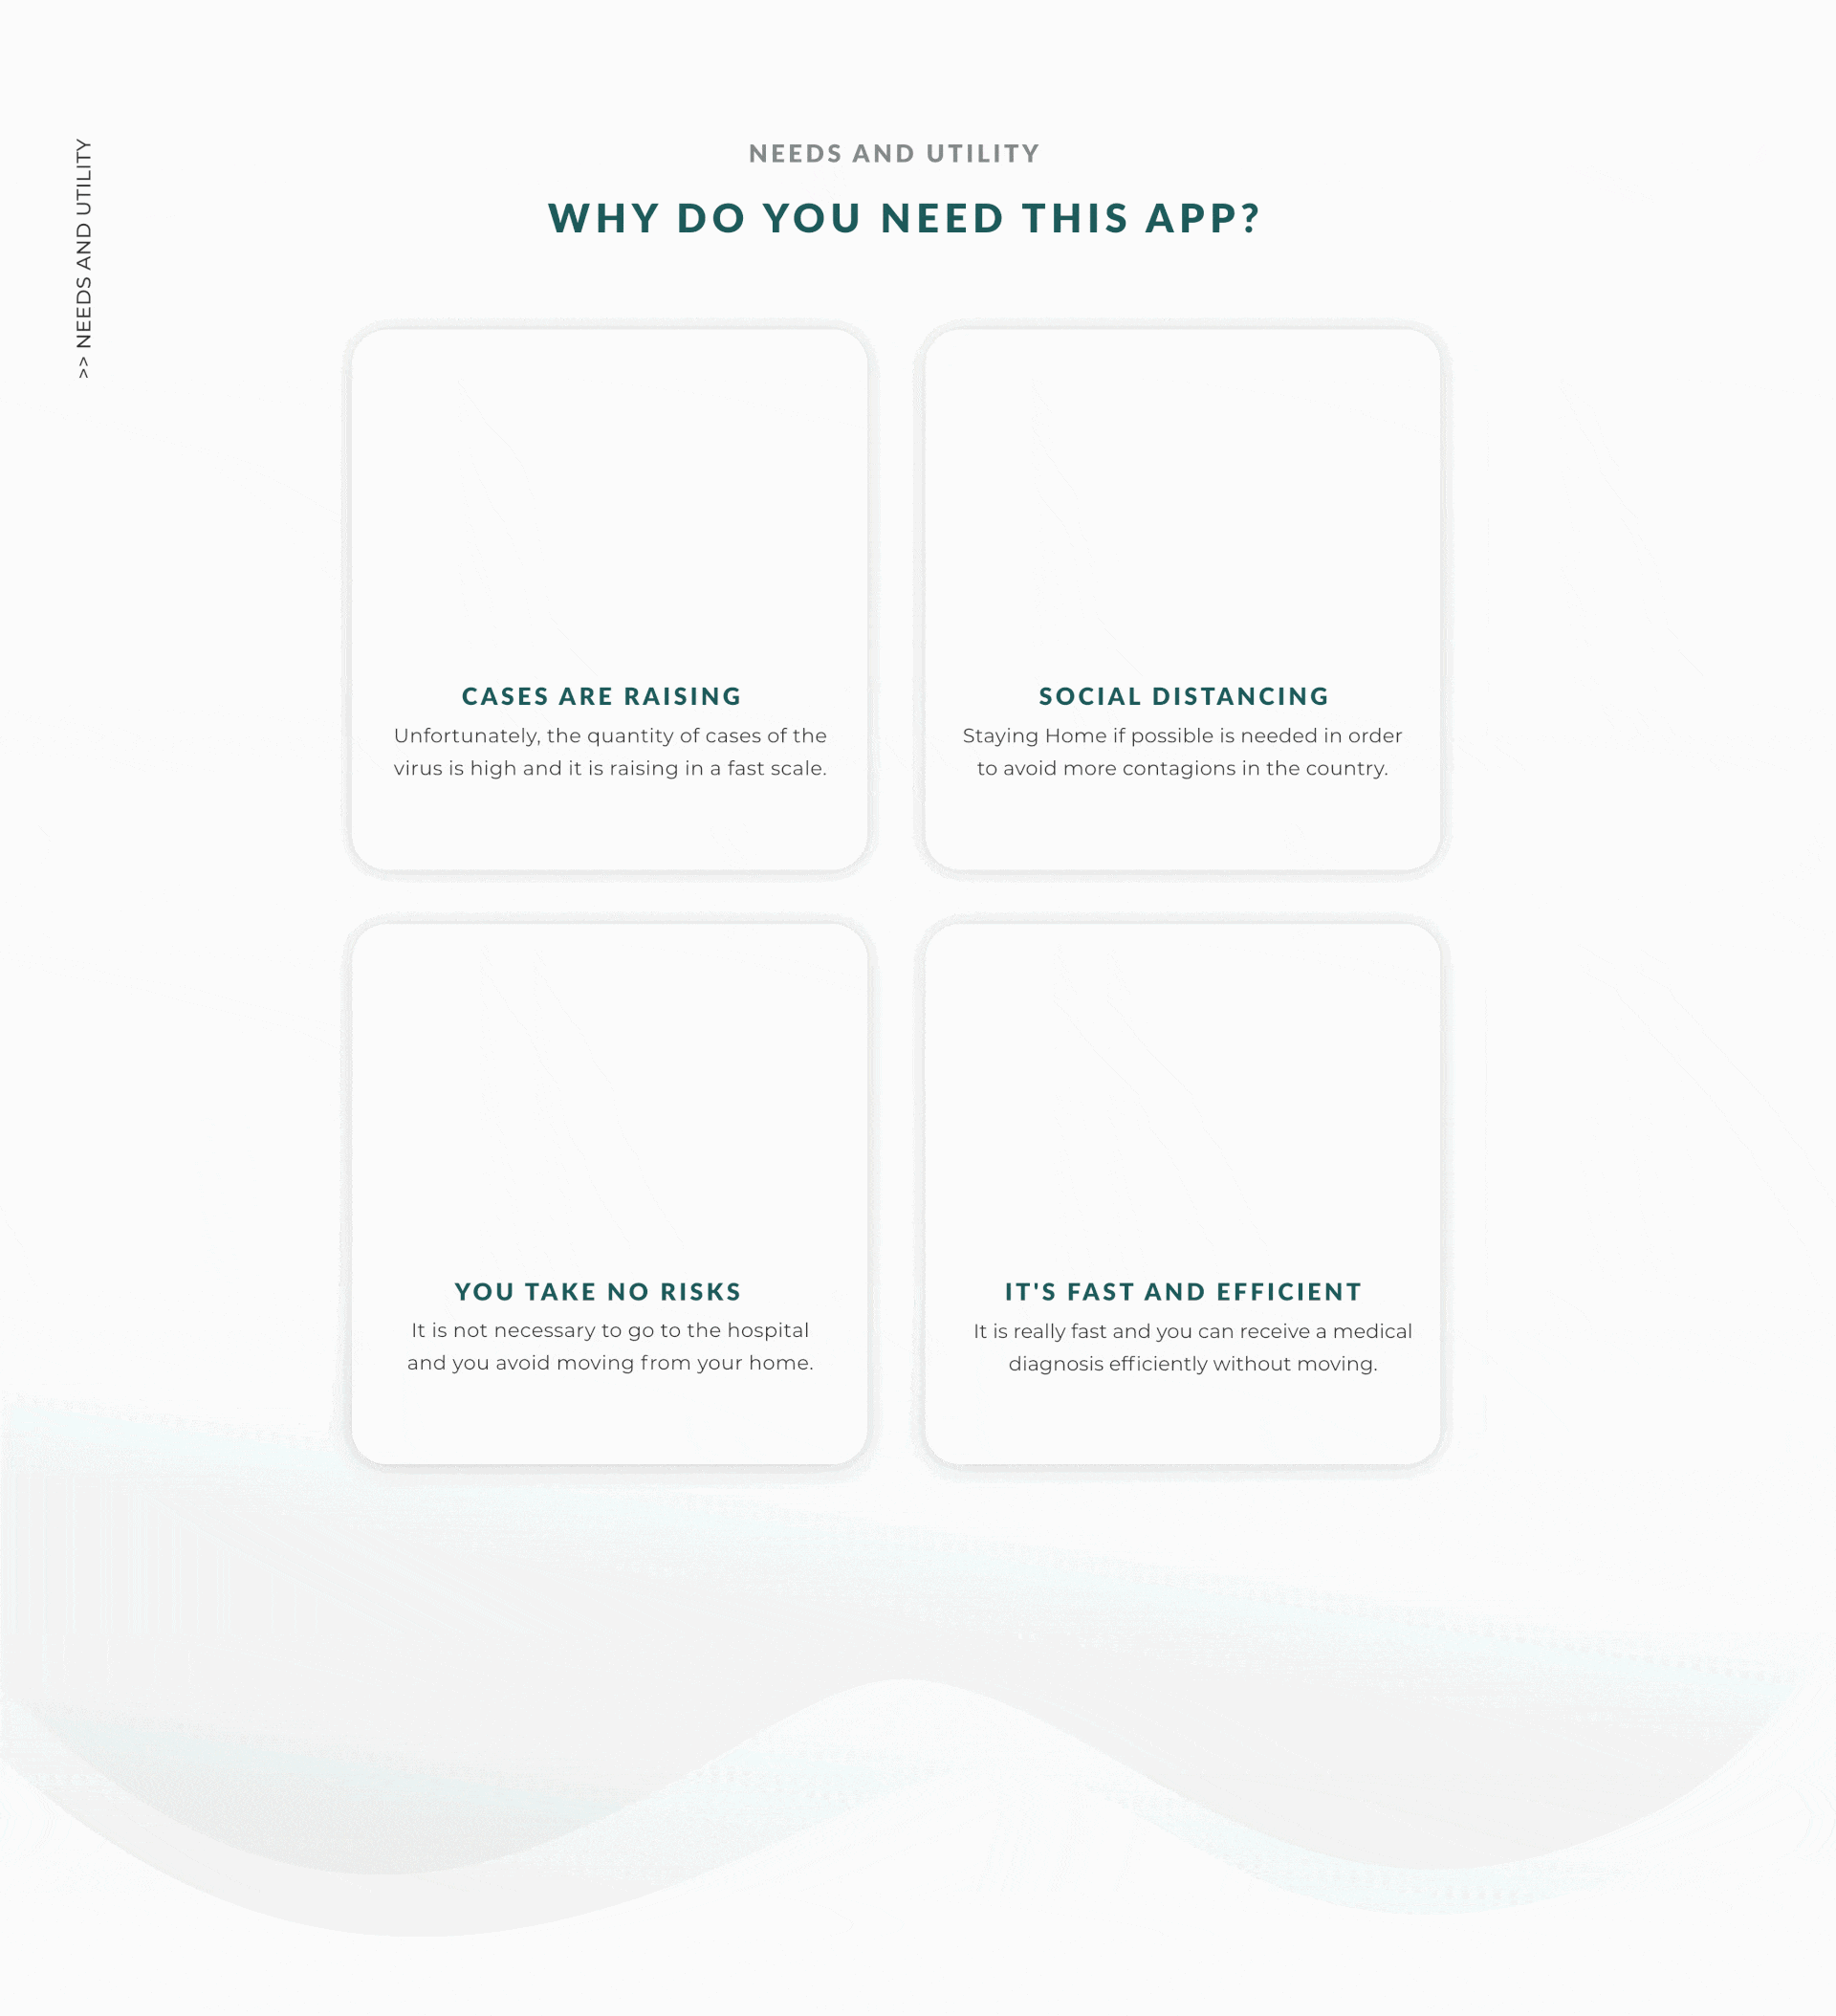 >> NEEDS AND UTILITY
NEEDS AND UTILITY
WHY DO YOU NEED THIS APP?
CASES ARE RAISING
Unfortunately, the quantity of cases of the
virus is high and it is raising in a fast scale.
SOCIAL DISTANCING
Staying Home if possible is needed in order
to avoid more contagions in the country.
YOU TAKE NO RISKS
It is not necessary to go to the hospital
and you avoid moving from your home.
IT'S FAST AND EFFICIENT
It is really fast and you can receive a medical
diagnosis efficiently without moving.